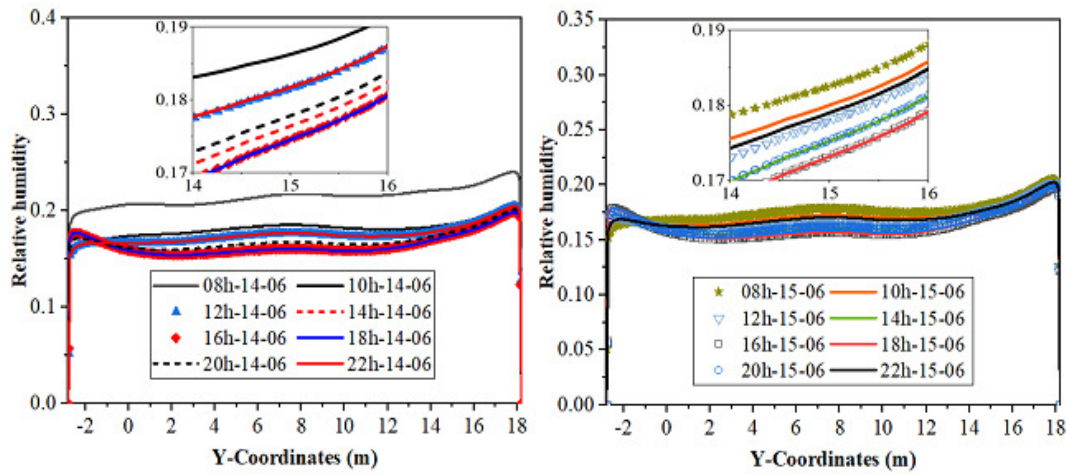 0.4
0.3
0.2
0.1
0.0
Relative humidity
0.19
0.18
0.17
14 15 16
08h-14-06 10h-14-06
12h-14-06 14h-14-06
16h-14-06 18h-14-06
20h-14-06 22h-14-06
-2 0 2 4 6 8 10 12 14 16 18
Y-Coordinates (m)
0.35
0.30
0.25
0.20
0.15
0.10
0.05
0.00
Relative humidity
0.19
0.18
0.17
14 15 16
08h-15-06 10h-15-06
12h-15-06 14h-15-06
16h-15-06 18h-15-06
20h-15-06 22h-15-06
-2 0 2 4 6 8 10 12 14 16 18
Y-Coordinates (m)